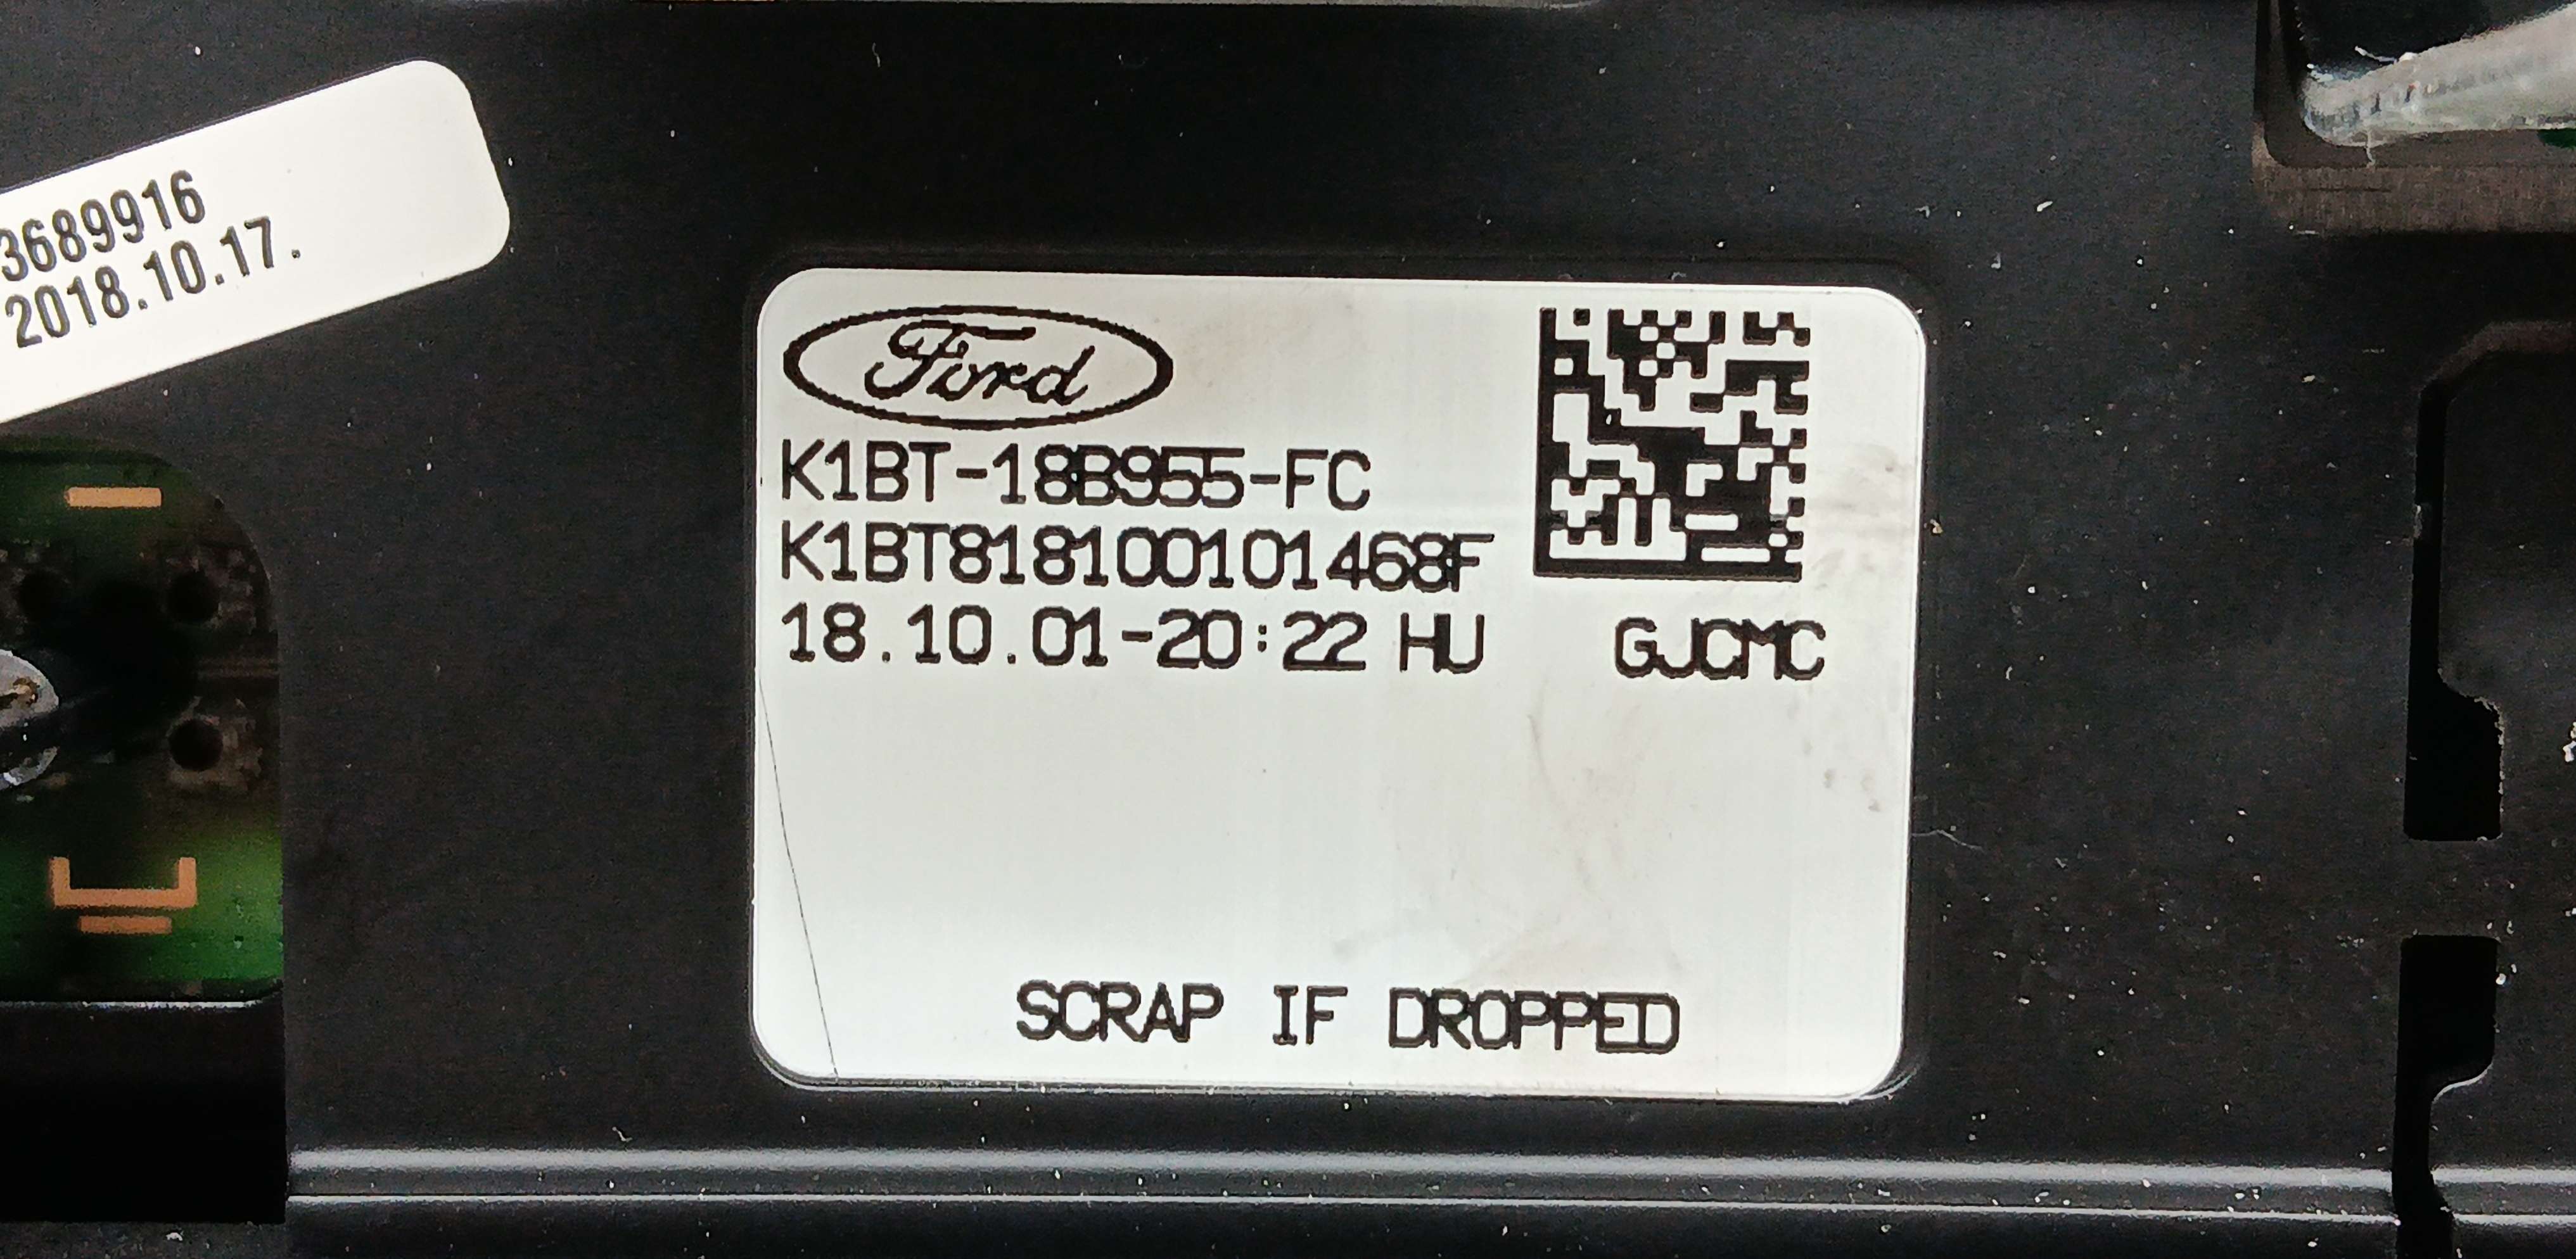 3689916
2018.10.17.
Ford
K1BT-18B955-FC
K1BT818100101468F
18.10.01-20:22 HU GJCMC
SCRAP IF DROPPED